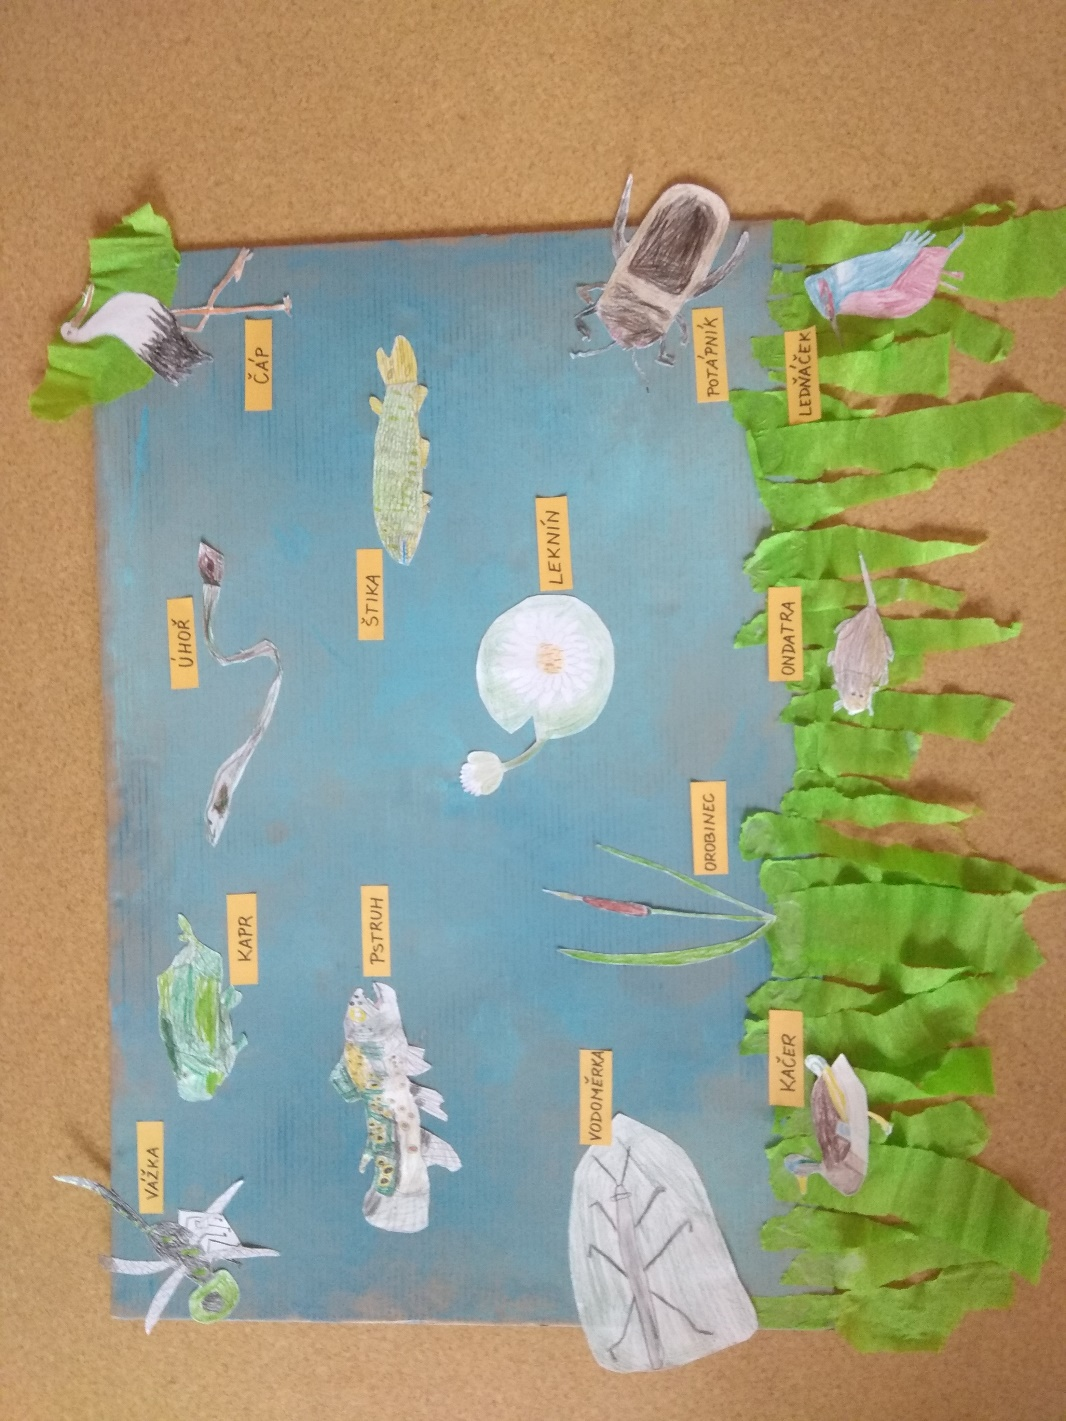 VÁŽKA
KAPR
ÚHOŘ
ČÁP
PSTRUH
ŠTIKA
VODOMĚRKA
LEKNÍN
OROBINEC
POTÁPNÍK
KAČER
ONDATRA
LEDŇÁČEK